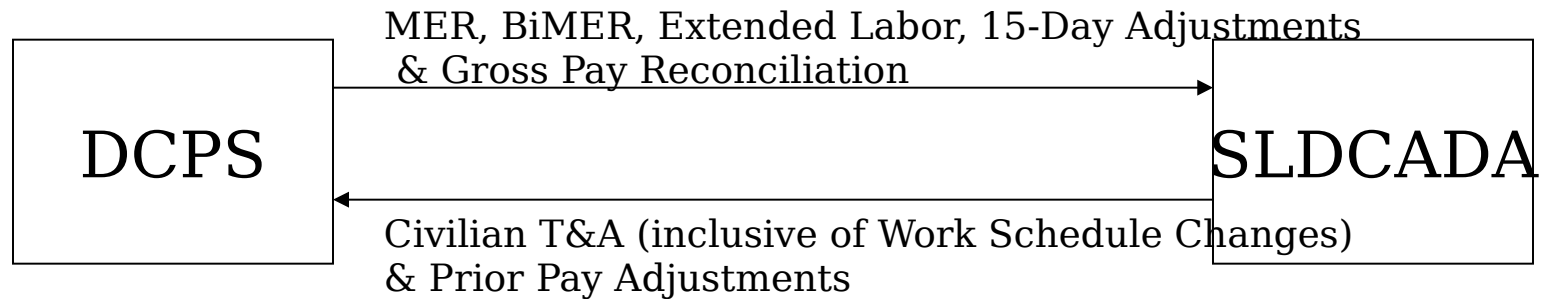 MER, BiMER, Extended Labor, 15-Day Adjustments
& Gross Pay Reconciliation
DCPS
SLDCADA
Civilian T&A (inclusive of Work Schedule Changes)
& Prior Pay Adjustments